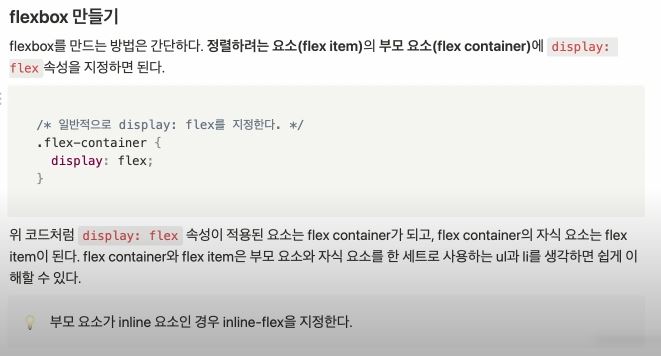 flexbox 만들기
flexbox를 만드는 방법은 간단하다. 정렬하려는 요소(flex item)의 부모 요소(flex container)에 display:
flex 속성을 지정하면 된다.
/* 일반적으로 display: flex를 지정한다. */
.flex-container {
display: flex;
}
위 코드처럼 display: flex 속성이 적용된 요소는 flex container가 되고, flex container의 자식 요소는 flex
item이 된다. flex container와 flex item은 부모 요소와 자식 요소를 한 세트로 사용하는 ul과 li를 생각하면 쉽게 이
해할 수 있다.
💡 부모 요소가 inline 요소인 경우 inline-flex을 지정한다.